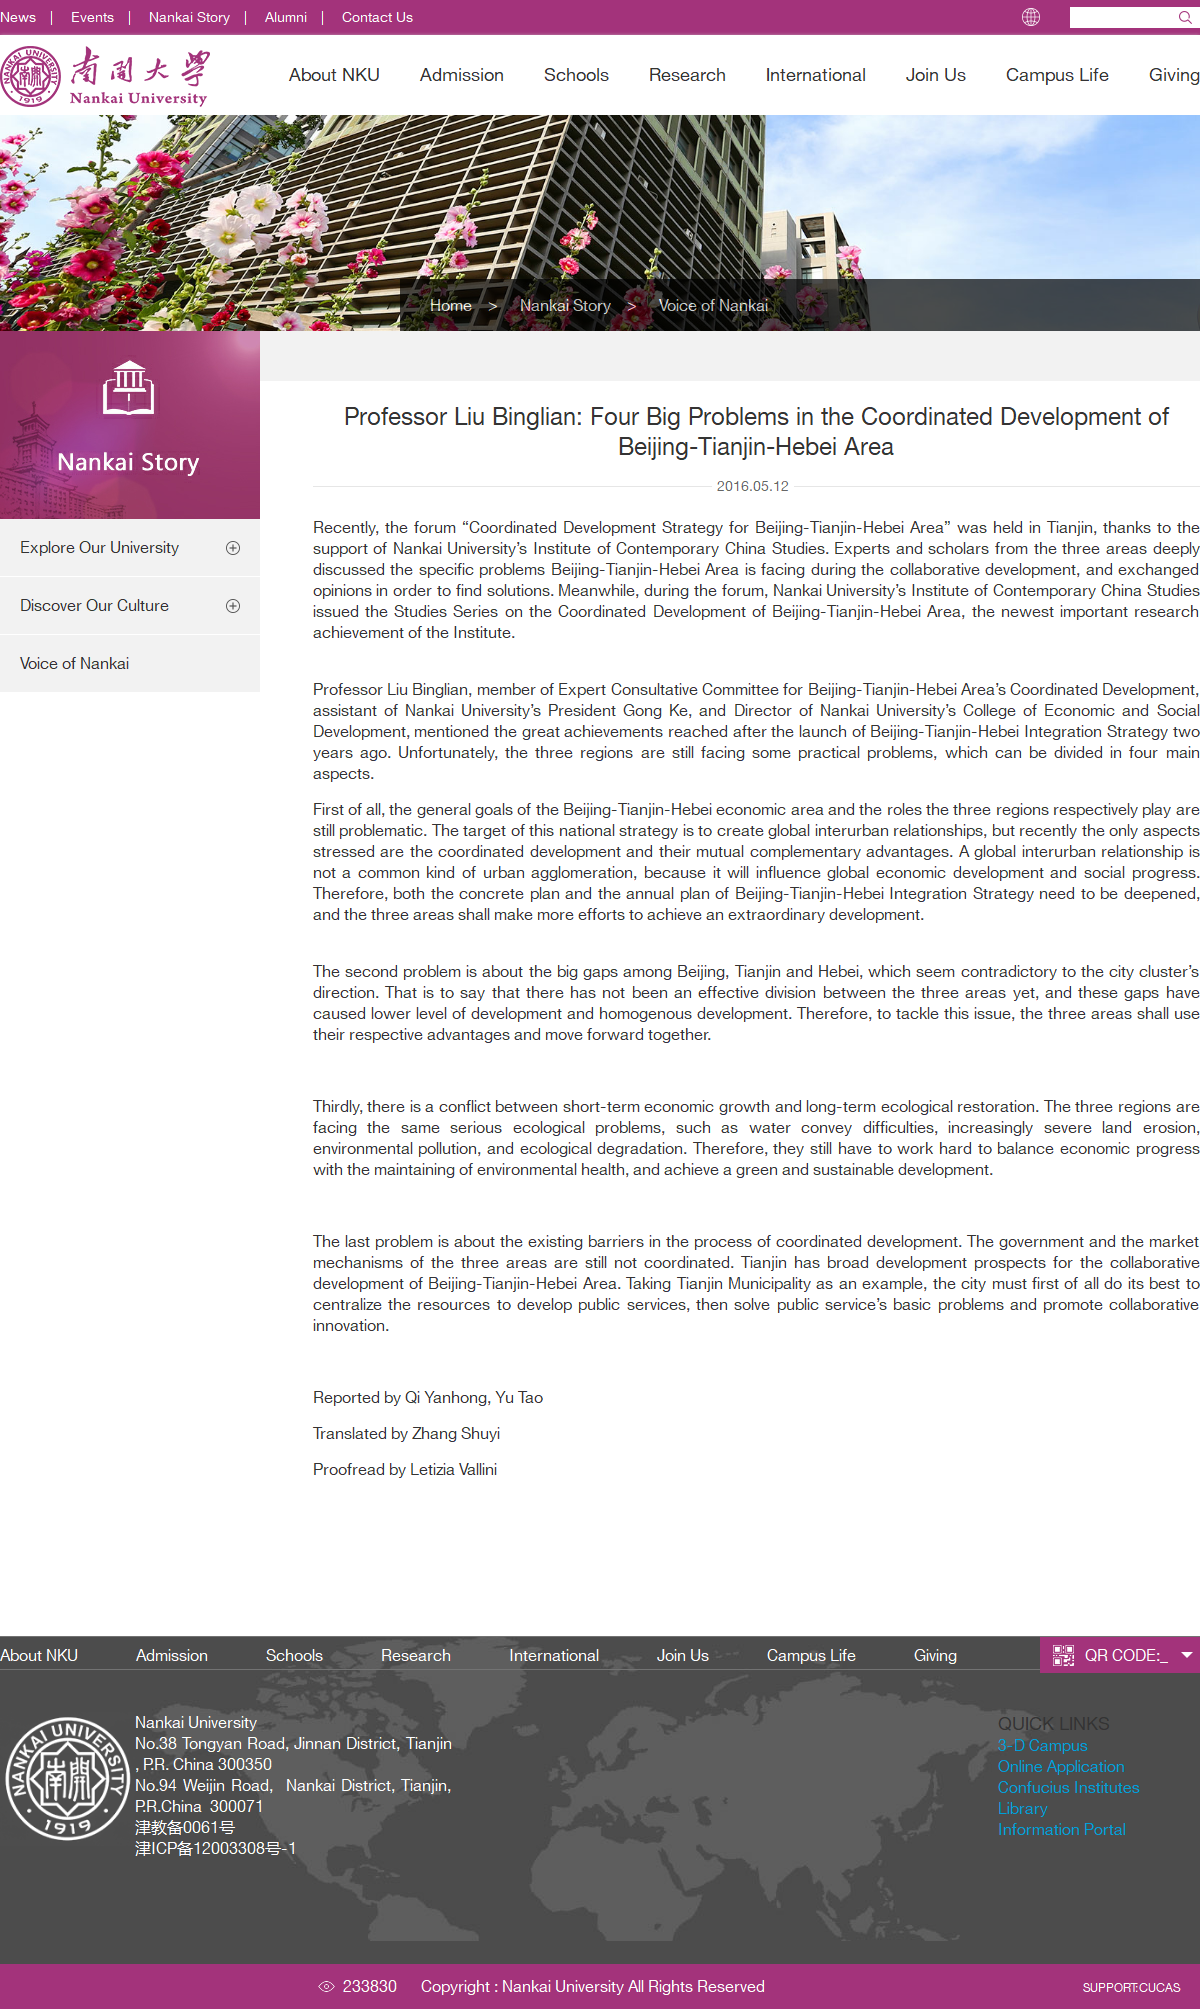 News | Events | Nankai Story | Alumni | Contact Us
NANKAI UNIVERSITY
南開
1919
南開大學
Nankai University
About NKU Admission Schools Research International Join Us Campus Life Giving
Home > Nankai Story > Voice of Nankai
Nankai Story
Explore Our University
Discover Our Culture
Voice of Nankai
Professor Liu Binglian: Four Big Problems in the Coordinated Development of
Beijing-Tianjin-Hebei Area
2016.05.12
Recently, the forum “Coordinated Development Strategy for Beijing-Tianjin-Hebei Area” was held in Tianjin, thanks to the
support of Nankai University’s Institute of Contemporary China Studies. Experts and scholars from the three areas deeply
discussed the specific problems Beijing-Tianjin-Hebei Area is facing during the collaborative development, and exchanged
opinions in order to find solutions. Meanwhile, during the forum, Nankai University’s Institute of Contemporary China Studies
issued the Studies Series on the Coordinated Development of Beijing-Tianjin-Hebei Area, the newest important research
achievement of the Institute.
Professor Liu Binglian, member of Expert Consultative Committee for Beijing-Tianjin-Hebei Area’s Coordinated Development,
assistant of Nankai University’s President Gong Ke, and Director of Nankai University’s College of Economic and Social
Development, mentioned the great achievements reached after the launch of Beijing-Tianjin-Hebei Integration Strategy two
years ago. Unfortunately, the three regions are still facing some practical problems, which can be divided in four main
aspects.
First of all, the general goals of the Beijing-Tianjin-Hebei economic area and the roles the three regions respectively play are
still problematic. The target of this national strategy is to create global interurban relationships, but recently the only aspects
stressed are the coordinated development and their mutual complementary advantages. A global interurban relationship is
not a common kind of urban agglomeration, because it will influence global economic development and social progress.
Therefore, both the concrete plan and the annual plan of Beijing-Tianjin-Hebei Integration Strategy need to be deepened,
and the three areas shall make more efforts to achieve an extraordinary development.
The second problem is about the big gaps among Beijing, Tianjin and Hebei, which seem contradictory to the city cluster’s
direction. That is to say that there has not been an effective division between the three areas yet, and these gaps have
caused lower level of development and homogenous development. Therefore, to tackle this issue, the three areas shall use
their respective advantages and move forward together.
Thirdly, there is a conflict between short-term economic growth and long-term ecological restoration. The three regions are
facing the same serious ecological problems, such as water convey difficulties, increasingly severe land erosion,
environmental pollution, and ecological degradation. Therefore, they still have to work hard to balance economic progress
with the maintaining of environmental health, and achieve a green and sustainable development.
The last problem is about the existing barriers in the process of coordinated development. The government and the market
mechanisms of the three areas are still not coordinated. Tianjin has broad development prospects for the collaborative
development of Beijing-Tianjin-Hebei Area. Taking Tianjin Municipality as an example, the city must first of all do its best to
centralize the resources to develop public services, then solve public service’s basic problems and promote collaborative
innovation.
Reported by Qi Yanhong, Yu Tao
Translated by Zhang Shuyi
Proofread by Letizia Vallini
About NKU Admission Schools Research International Join Us Campus Life Giving QR CODE:_
NANKAI UNIVERSITY
南開
1919
Nankai University
No.38 Tongyan Road, Jinnan District, Tianjin
, P.R. China 300350
No.94 Weijin Road, Nankai District, Tianjin,
P.R.China 300071
津教备0061号
津ICP备12003308号-1
QUICK LINKS
3-D Campus
Online Application
Confucius Institutes
Library
Information Portal
233830 Copyright : Nankai University All Rights Reserved SUPPORT:CUCAS